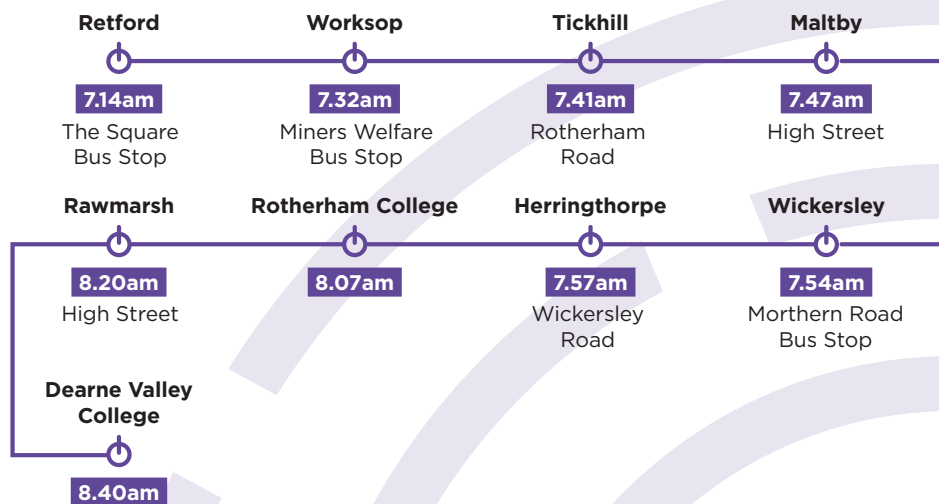 Retford
7.14am
The Square
Bus Stop
Worksop
7.32am
Miners Welfare
Bus Stop
Tickhill
7.41am
Rotherham
Road
Maltby
7.47am
High Street
Rawmarsh
8.20am
High Street
Rotherham College
8.07am
Herringthorpe
7.57am
Wickersley
Road
Wickersley
7.54am
Morthern Road
Bus Stop
Dearne Valley
College
8.40am